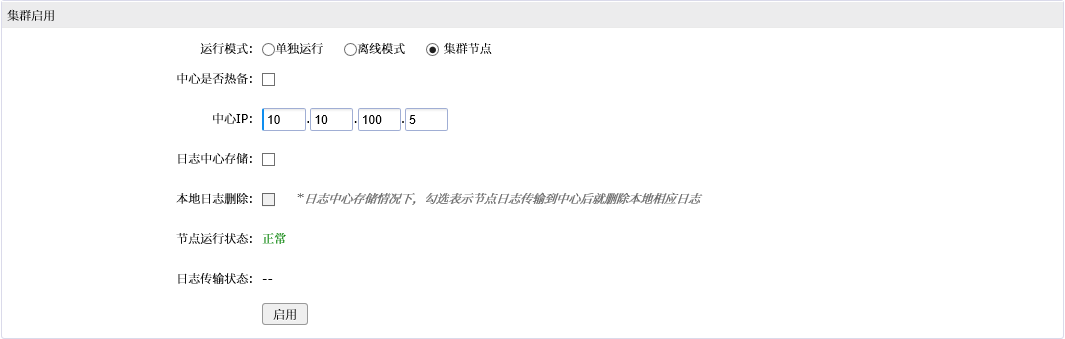 集群启用
运行模式： 单独运行 离线模式 集群节点
中心是否热备：
中心IP： 10 . 10 . 100 . 5
日志中心存储：
本地日志删除： *日志中心存储情况下，勾选表示节点日志传输到中心后就删除本地相应日志
节点运行状态： 正常
日志传输状态： --
启用